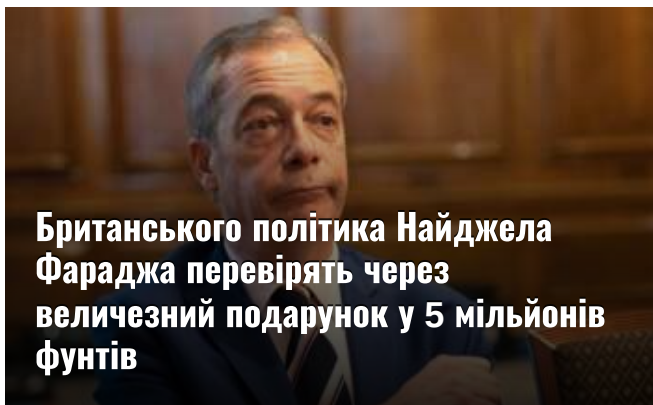 Британського політика Найджела
Фараджа перевірять через
величезний подарунок у 5 мільйонів
фунтів